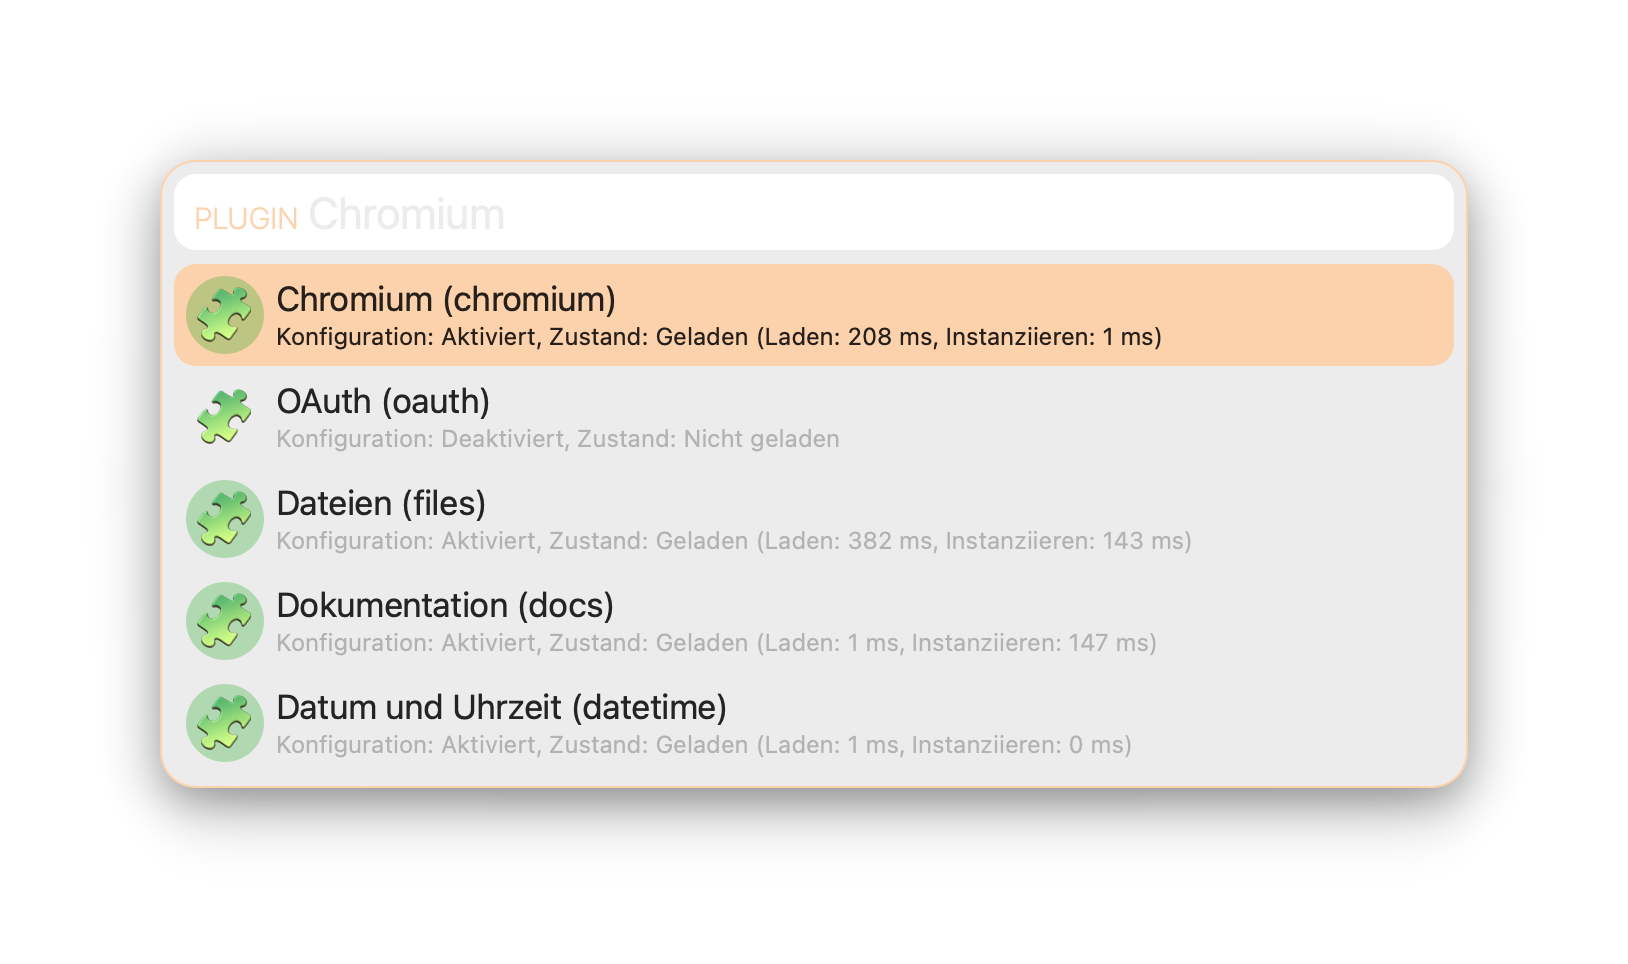 PLUGIN Chromium
Chromium (chromium)
Konfiguration: Aktiviert, Zustand: Geladen (Laden: 208 ms, Instanziieren: 1 ms)
OAuth (oauth)
Konfiguration: Deaktiviert, Zustand: Nicht geladen
Dateien (files)
Konfiguration: Aktiviert, Zustand: Geladen (Laden: 382 ms, Instanziieren: 143 ms)
Dokumentation (docs)
Konfiguration: Aktiviert, Zustand: Geladen (Laden: 1 ms, Instanziieren: 147 ms)
Datum und Uhrzeit (datetime)
Konfiguration: Aktiviert, Zustand: Geladen (Laden: 1 ms, Instanziieren: 0 ms)